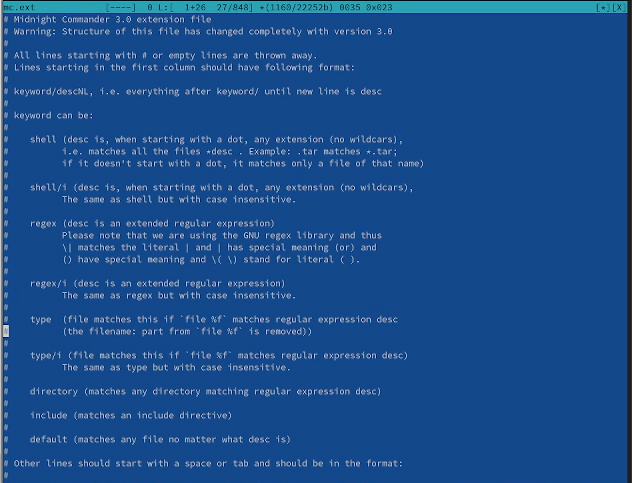 mc.ext [----] 0 L:[ 1+26 27/848] *(1160/22252b) 0035 0x023 [*][X]
# Midnight Commander 3.0 extension file
# Warning: Structure of this file has changed completely with version 3.0
#
# All lines starting with # or empty lines are thrown away.
# Lines starting in the first column should have following format:
#
# keyword/descNL, i.e. everything after keyword/ until new line is desc
#
# keyword can be:
#
# shell (desc is, when starting with a dot, any extension (no wildcars),
# i.e. matches all the files *desc . Example: .tar matches *.tar;
# if it doesn't start with a dot, it matches only a file of that name)
#
# shell/i (desc is, when starting with a dot, any extension (no wildcars),
# The same as shell but with case insensitive.
#
# regex (desc is an extended regular expression)
# Please note that we are using the GNU regex library and thus
# \| matches the literal | and | has special meaning (or) and
# () have special meaning and \( \) stand for literal ( ).
#
# regex/i (desc is an extended regular expression)
# The same as regex but with case insensitive.
#
# type (file matches this if `file %f` matches regular expression desc
# (the filename: part from `file %f` is removed))
#
# type/i (file matches this if `file %f` matches regular expression desc)
# The same as type but with case insensitive.
#
# directory (matches any directory matching regular expression desc)
#
# include (matches an include directive)
#
# default (matches any file no matter what desc is)
#
# Other lines should start with a space or tab and should be in the format:
#